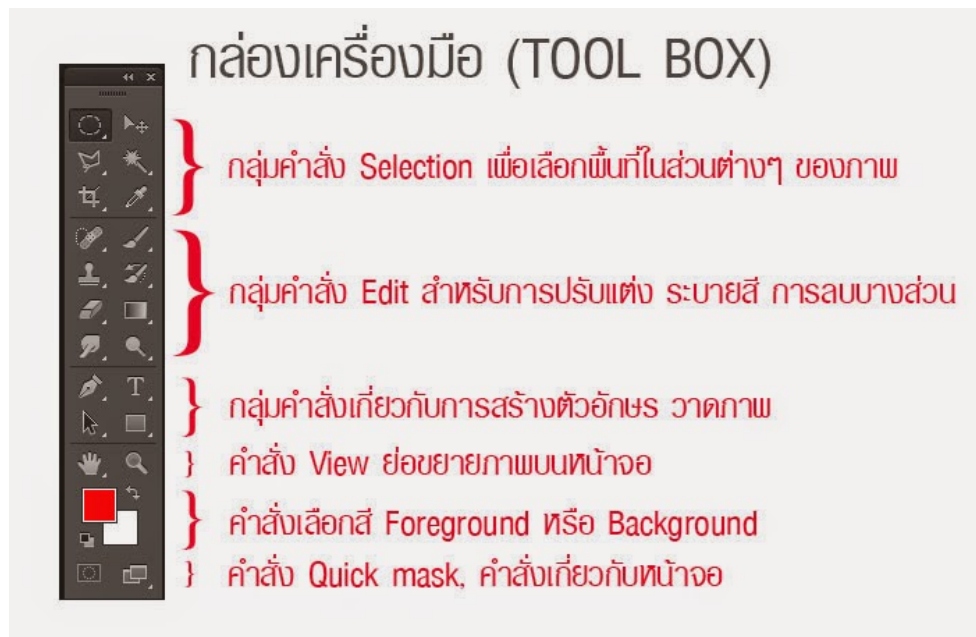 กล่องเครื่องมือ (TOOL BOX)
กลุ่มคำสั่ง Selection เพื่อเลือกพื้นที่ในส่วนต่างๆ ของภาพ
กลุ่มคำสั่ง Edit สำหรับการปรับแต่ง ระบายสี การลบบางส่วน
กลุ่มคำสั่งเกี่ยวกับการสร้างตัวอักษร วาดภาพ
คำสั่ง View ย่อขยายภาพบนหน้าจอ
คำสั่งเลือกสี Foreground หรือ Background
คำสั่ง Quick mask, คำสั่งเกี่ยวกับหน้าจอ